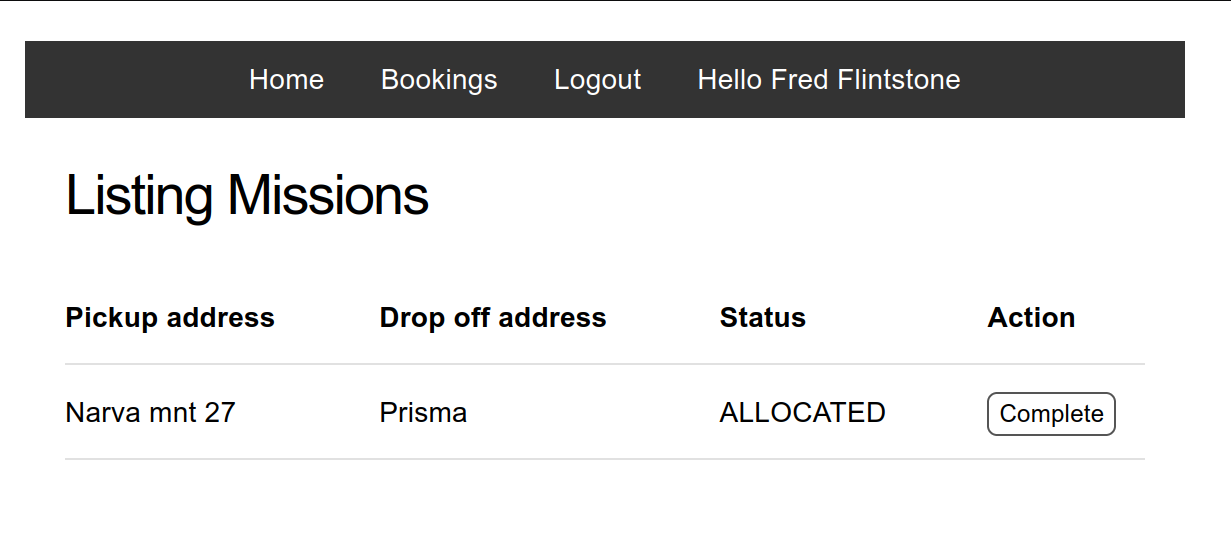 Home Bookings Logout Hello Fred Flintstone
Listing Missions
Pickup address Drop off address Status Action
Narva mnt 27 Prisma ALLOCATED Complete